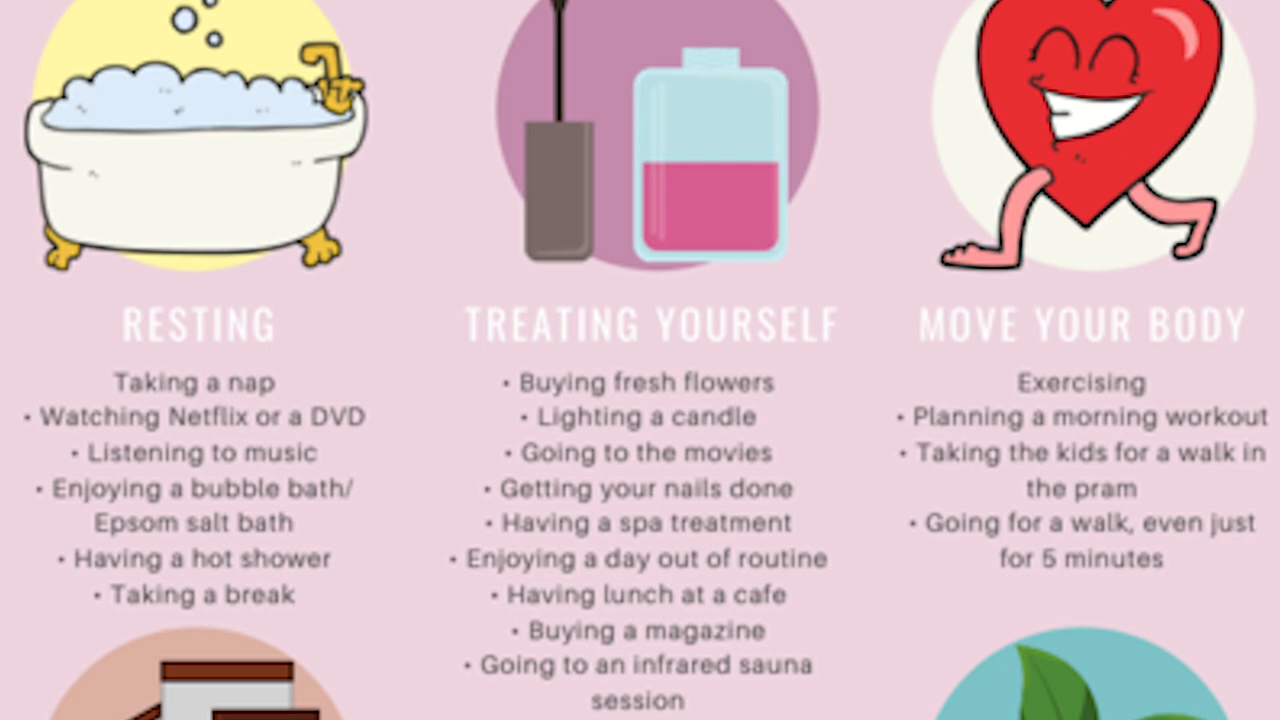 RESTING
Taking a nap
• Watching Netflix or a DVD
• Listening to music
• Enjoying a bubble bath/
Epsom salt bath
• Having a hot shower
• Taking a break
TREATING YOURSELF
• Buying fresh flowers
• Lighting a candle
• Going to the movies
• Getting your nails done
• Having a spa treatment
• Enjoying a day out of routine
• Having lunch at a cafe
• Buying a magazine
• Going to an infrared sauna
session
MOVE YOUR BODY
Exercising
• Planning a morning workout
• Taking the kids for a walk in
the pram
• Going for a walk, even just
for 5 minutes